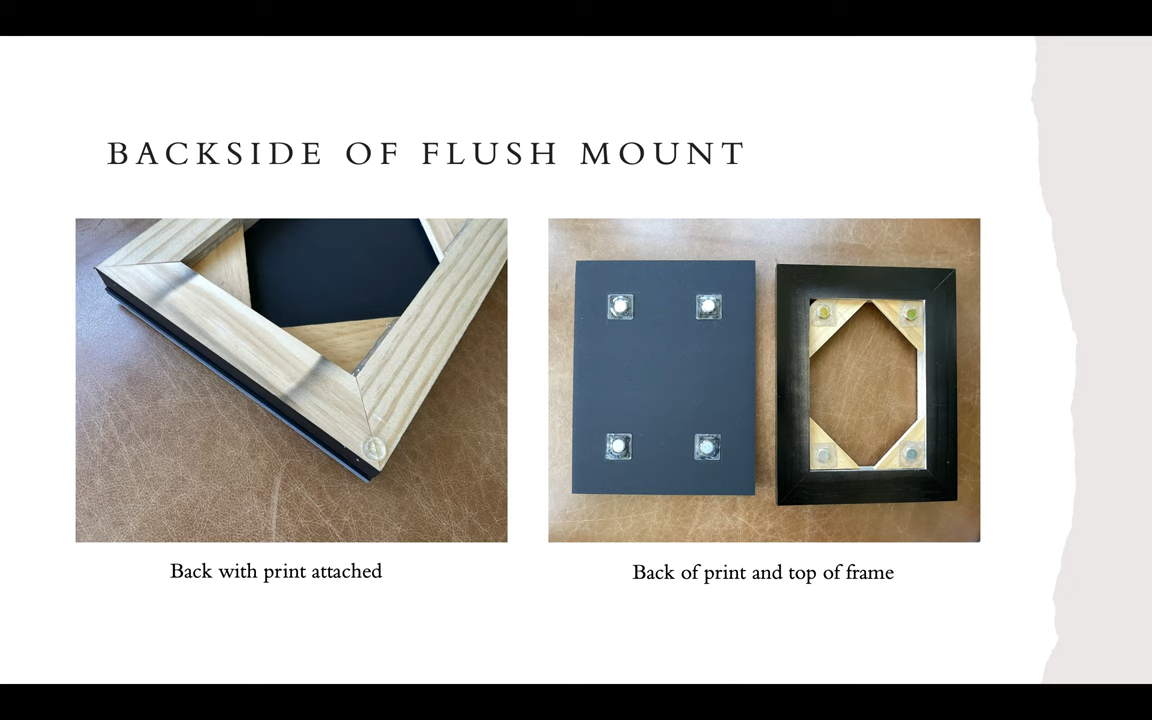 BACKSIDE OF FLUSH MOUNT
Back with print attached
Back of print and top of frame